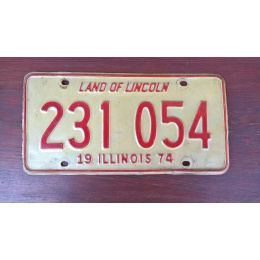 LAND OF LINCOLN
231 054
19 ILLINOIS 74